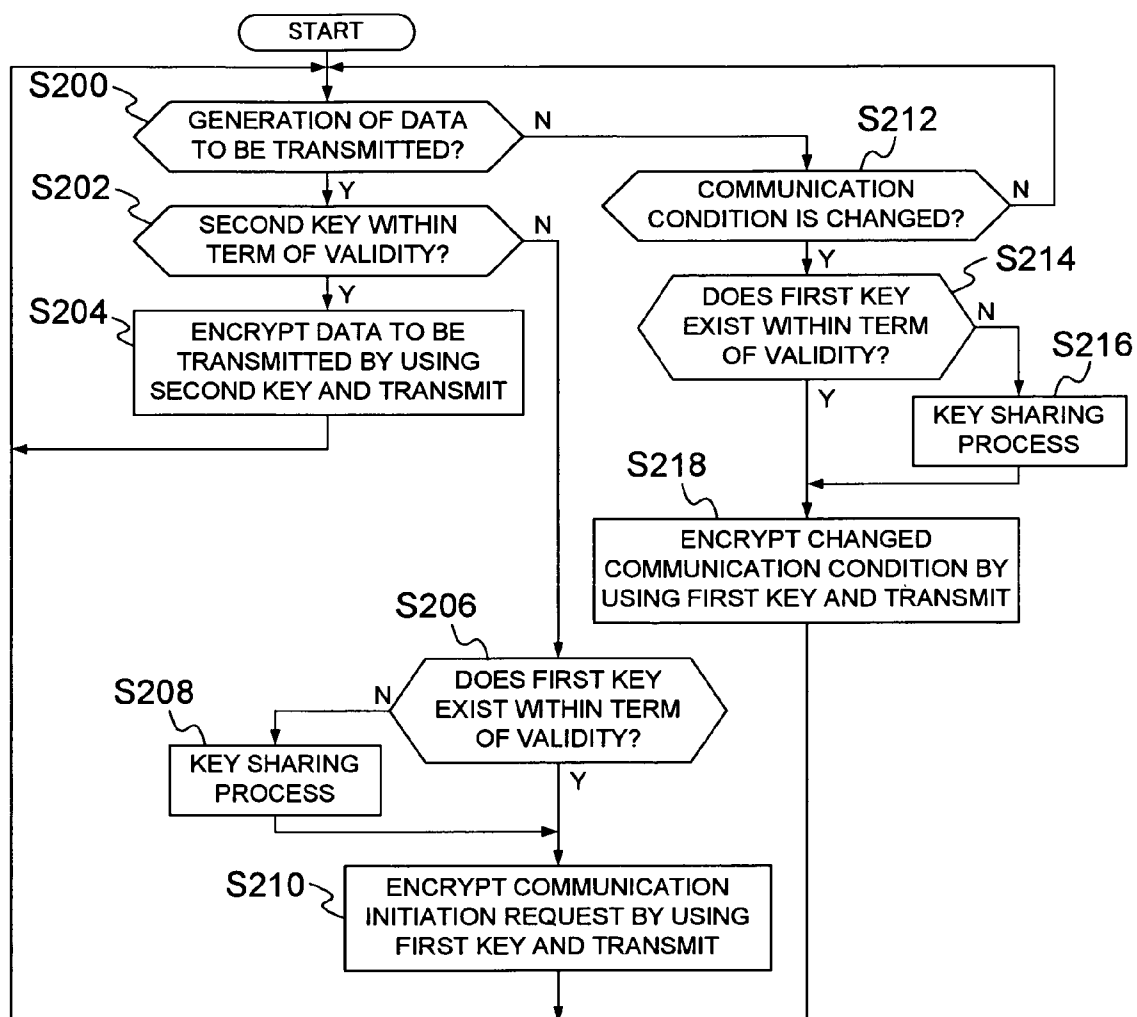 START
S200
GENERATION OF DATA
TO BE TRANSMITTED?
N
Y
S212
COMMUNICATION
CONDITION IS CHANGED?
N
Y
S202
SECOND KEY WITHIN
TERM OF VALIDITY?
N
Y
S204
ENCRYPT DATA TO BE
TRANSMITTED BY USING
SECOND KEY AND TRANSMIT
S214
DOES FIRST KEY
EXIST WITHIN TERM
OF VALIDITY?
N
Y
S216
KEY SHARING
PROCESS
S218
ENCRYPT CHANGED
COMMUNICATION CONDITION BY
USING FIRST KEY AND TRANSMIT
S206
DOES FIRST KEY
EXIST WITHIN TERM
OF VALIDITY?
N
Y
S208
KEY SHARING
PROCESS
S210
ENCRYPT COMMUNICATION
INITIATION REQUEST BY USING
FIRST KEY AND TRANSMIT